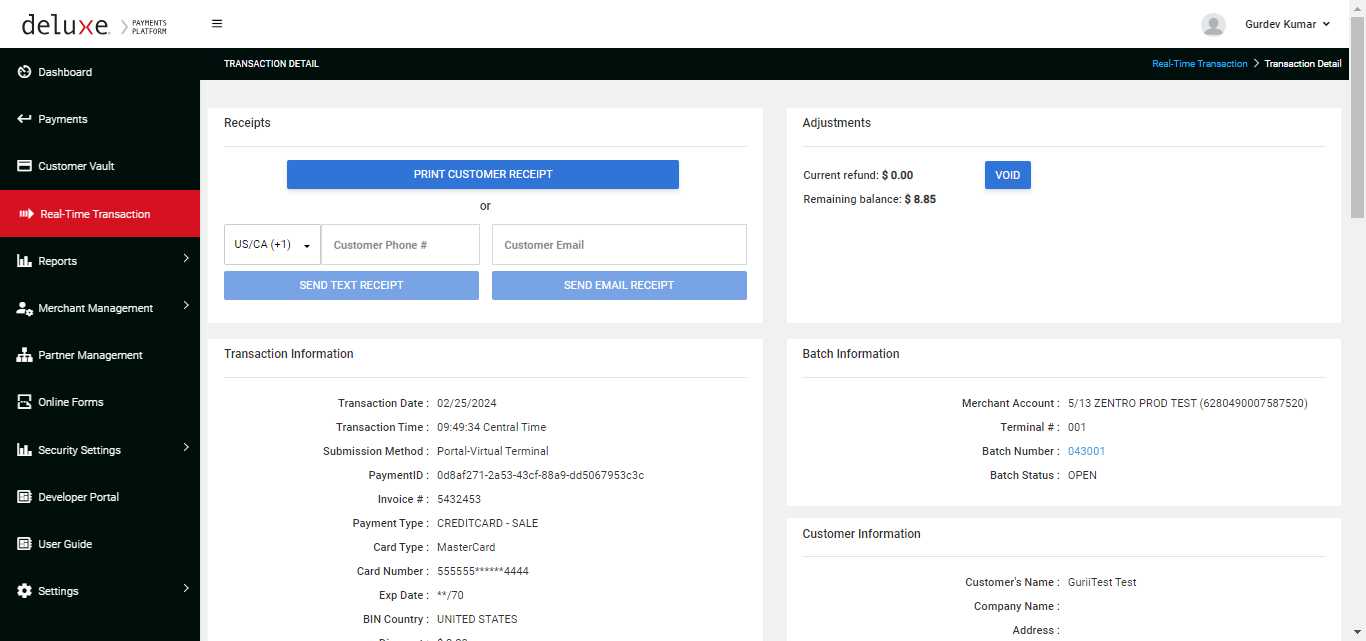 deluxe. PAYMENTS PLATFORM
Gurdev Kumar
Dashboard
Payments
Customer Vault
Real-Time Transaction
Reports
Merchant Management
Partner Management
Online Forms
Security Settings
Developer Portal
User Guide
Settings
TRANSACTION DETAIL
Real-Time Transaction > Transaction Detail
Receipts
PRINT CUSTOMER RECEIPT
or
US/CA (+1) Customer Phone # Customer Email
SEND TEXT RECEIPT SEND EMAIL RECEIPT
Adjustments
Current refund: $ 0.00 VOID
Remaining balance: $ 8.85
Transaction Information
Transaction Date : 02/25/2024
Transaction Time : 09:49:34 Central Time
Submission Method : Portal-Virtual Terminal
PaymentID : 0d8af271-2a53-43cf-88a9-dd5067953c3c
Invoice # : 5432453
Payment Type : CREDITCARD - SALE
Card Type : MasterCard
Card Number : 555555******4444
Exp Date : **/70
BIN Country : UNITED STATES
Batch Information
Merchant Account : 5/13 ZENTRO PROD TEST (6280490007587520)
Terminal # : 001
Batch Number : 043001
Batch Status : OPEN
Customer Information
Customer's Name : GuriiTest Test
Company Name :
Address :